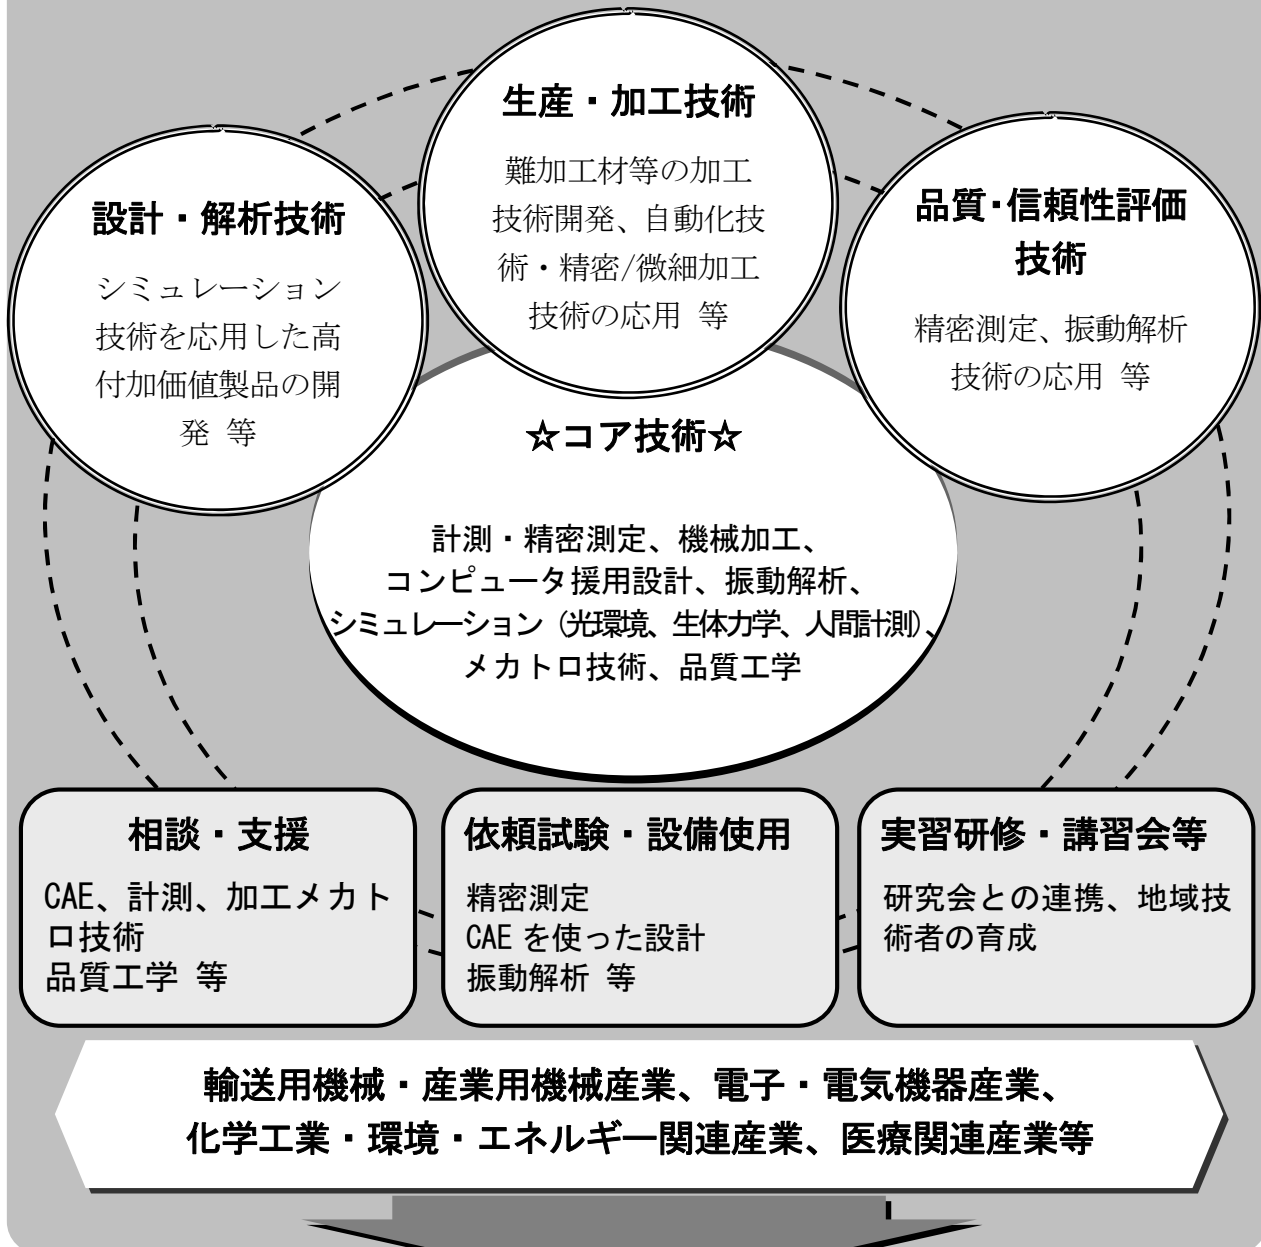 生産・加工技術
難加工材等の加工
技術開発、自動化技
術・精密/微細加工
技術の応用 等
設計・解析技術
シミュレーション
技術を応用した高
付加価値製品の開
発 等
品質・信頼性評価
技術
精密測定、振動解析
技術の応用 等
☆コア技術☆
計測・精密測定、機械加工、
コンピュータ援用設計、振動解析、
シミュレーション（光環境、生体力学、人間計測）、
メカトロ技術、品質工学
相談・支援
CAE、計測、加工メカト
ロ技術
品質工学 等
依頼試験・設備使用
精密測定
CAE を使った設計
振動解析 等
実習研修・講習会等
研究会との連携、地域技
術者の育成
輸送用機械・産業用機械産業、電子・電気機器産業、
化学工業・環境・エネルギー関連産業、医療関連産業等